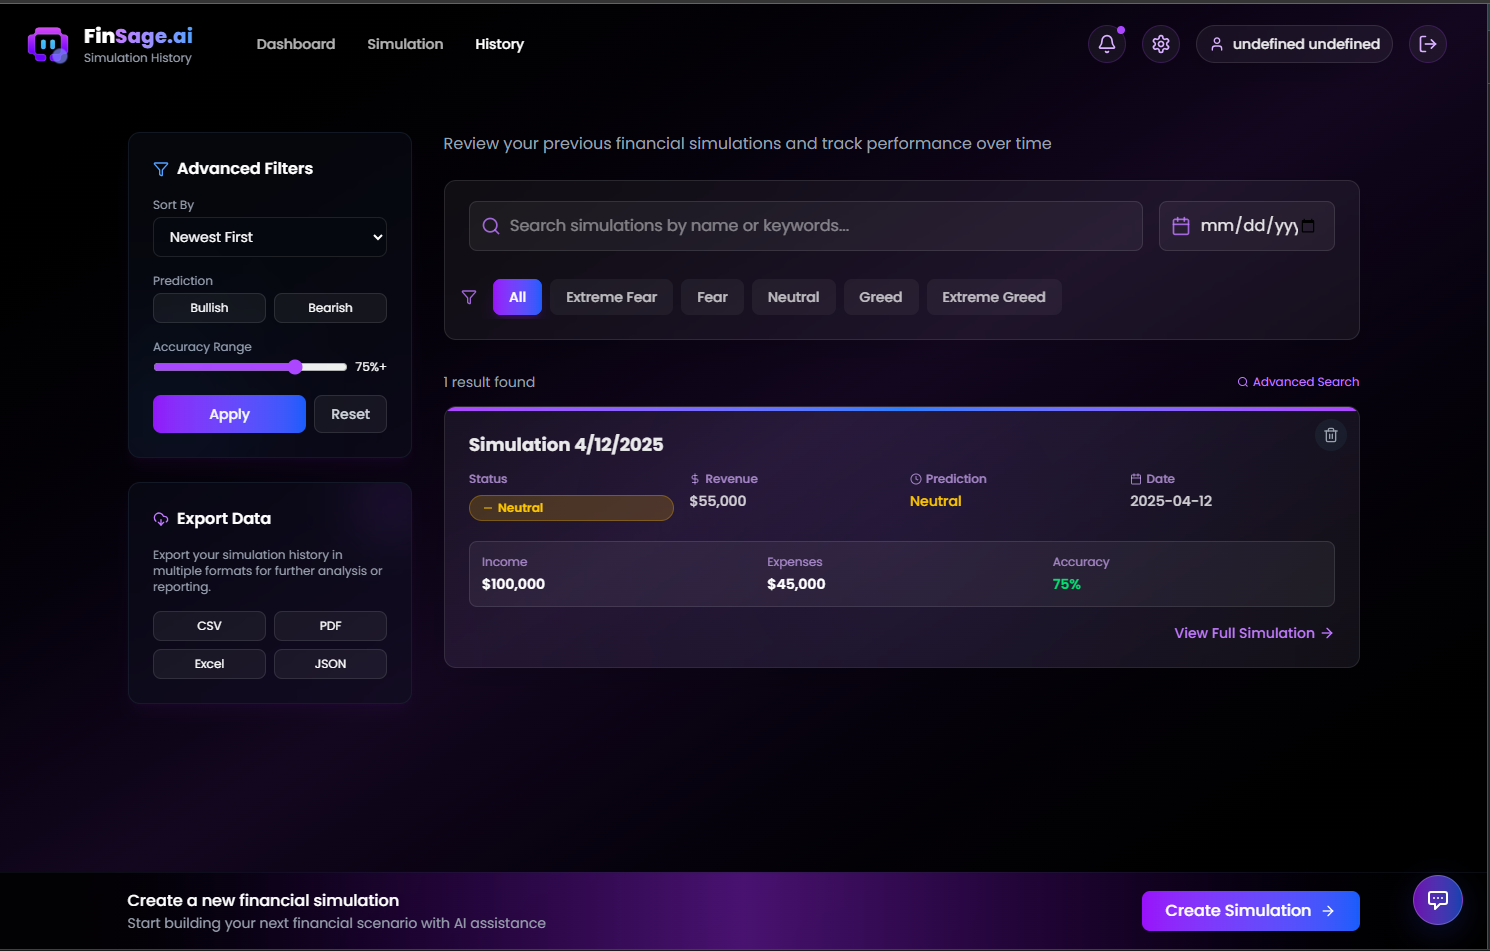 FinSage.ai
Simulation History
Dashboard
Simulation
History
undefined undefined
Advanced Filters
Sort By
Newest First
Prediction
Bullish
Bearish
Accuracy Range
75%+
Apply
Reset
Export Data
Export your simulation history in
multiple formats for further analysis or
reporting.
CSV
PDF
Excel
JSON
Review your previous financial simulations and track performance over time
Search simulations by name or keywords...
mm/dd/yyy
All
Extreme Fear
Fear
Neutral
Greed
Extreme Greed
1 result found
Advanced Search
Simulation 4/12/2025
Status
Neutral
$ Revenue
$55,000
Prediction
Neutral
Date
2025-04-12
Income
$100,000
Expenses
$45,000
Accuracy
75%
View Full Simulation →
Create a new financial simulation
Start building your next financial scenario with AI assistance
Create Simulation →